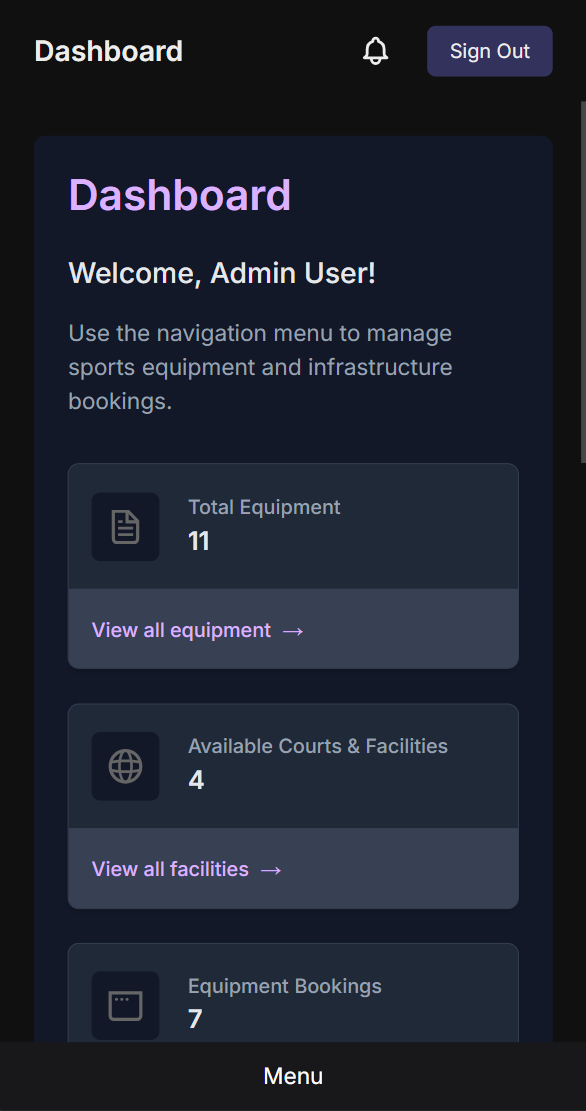 Dashboard
Sign Out
Dashboard
Welcome, Admin User!
Use the navigation menu to manage
sports equipment and infrastructure
bookings.
Total Equipment
11
View all equipment →
Available Courts & Facilities
4
View all facilities →
Equipment Bookings
7
Menu